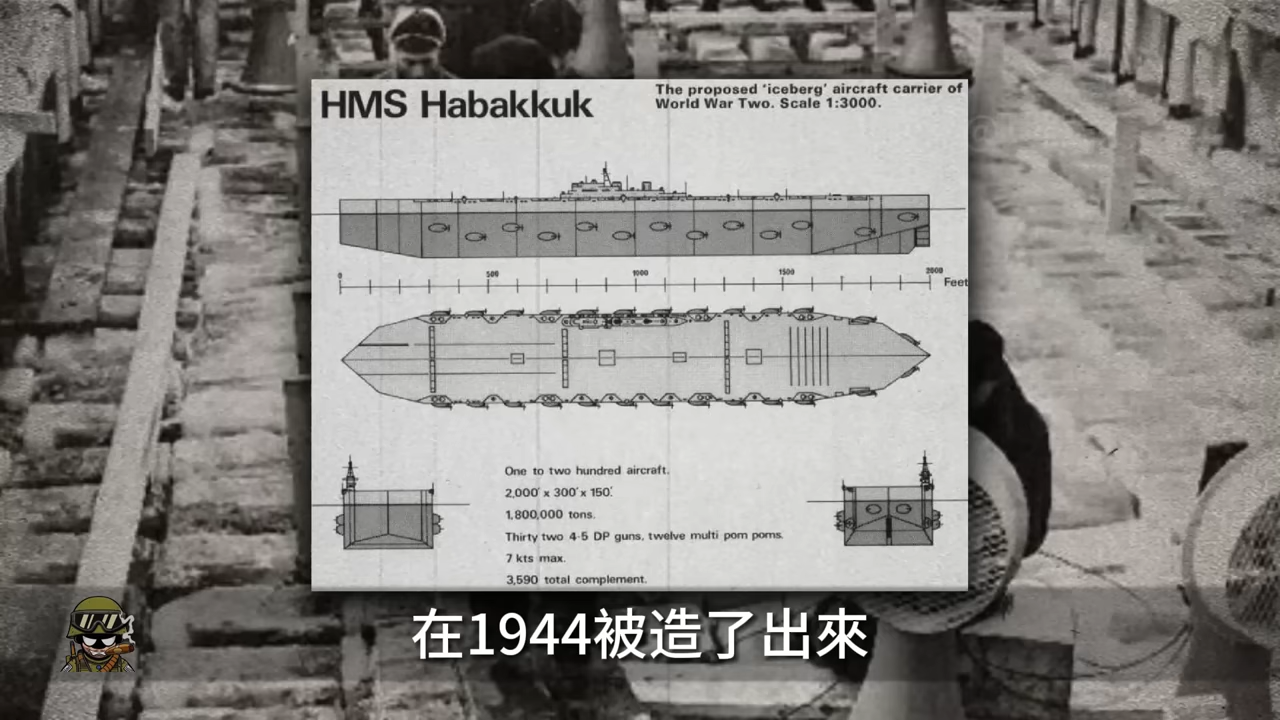 HMS Habakkuk
The proposed 'iceberg' aircraft carrier of
World War Two. Scale 1:3000.
0
500
1000
1500
2000
Feet
One to two hundred aircraft.
2,000' x 300' x 150'.
1,800,000 tons.
Thirty two 4·5 DP guns, twelve multi pom poms.
7 kts max.
3,590 total complement.
在1944被造了出來